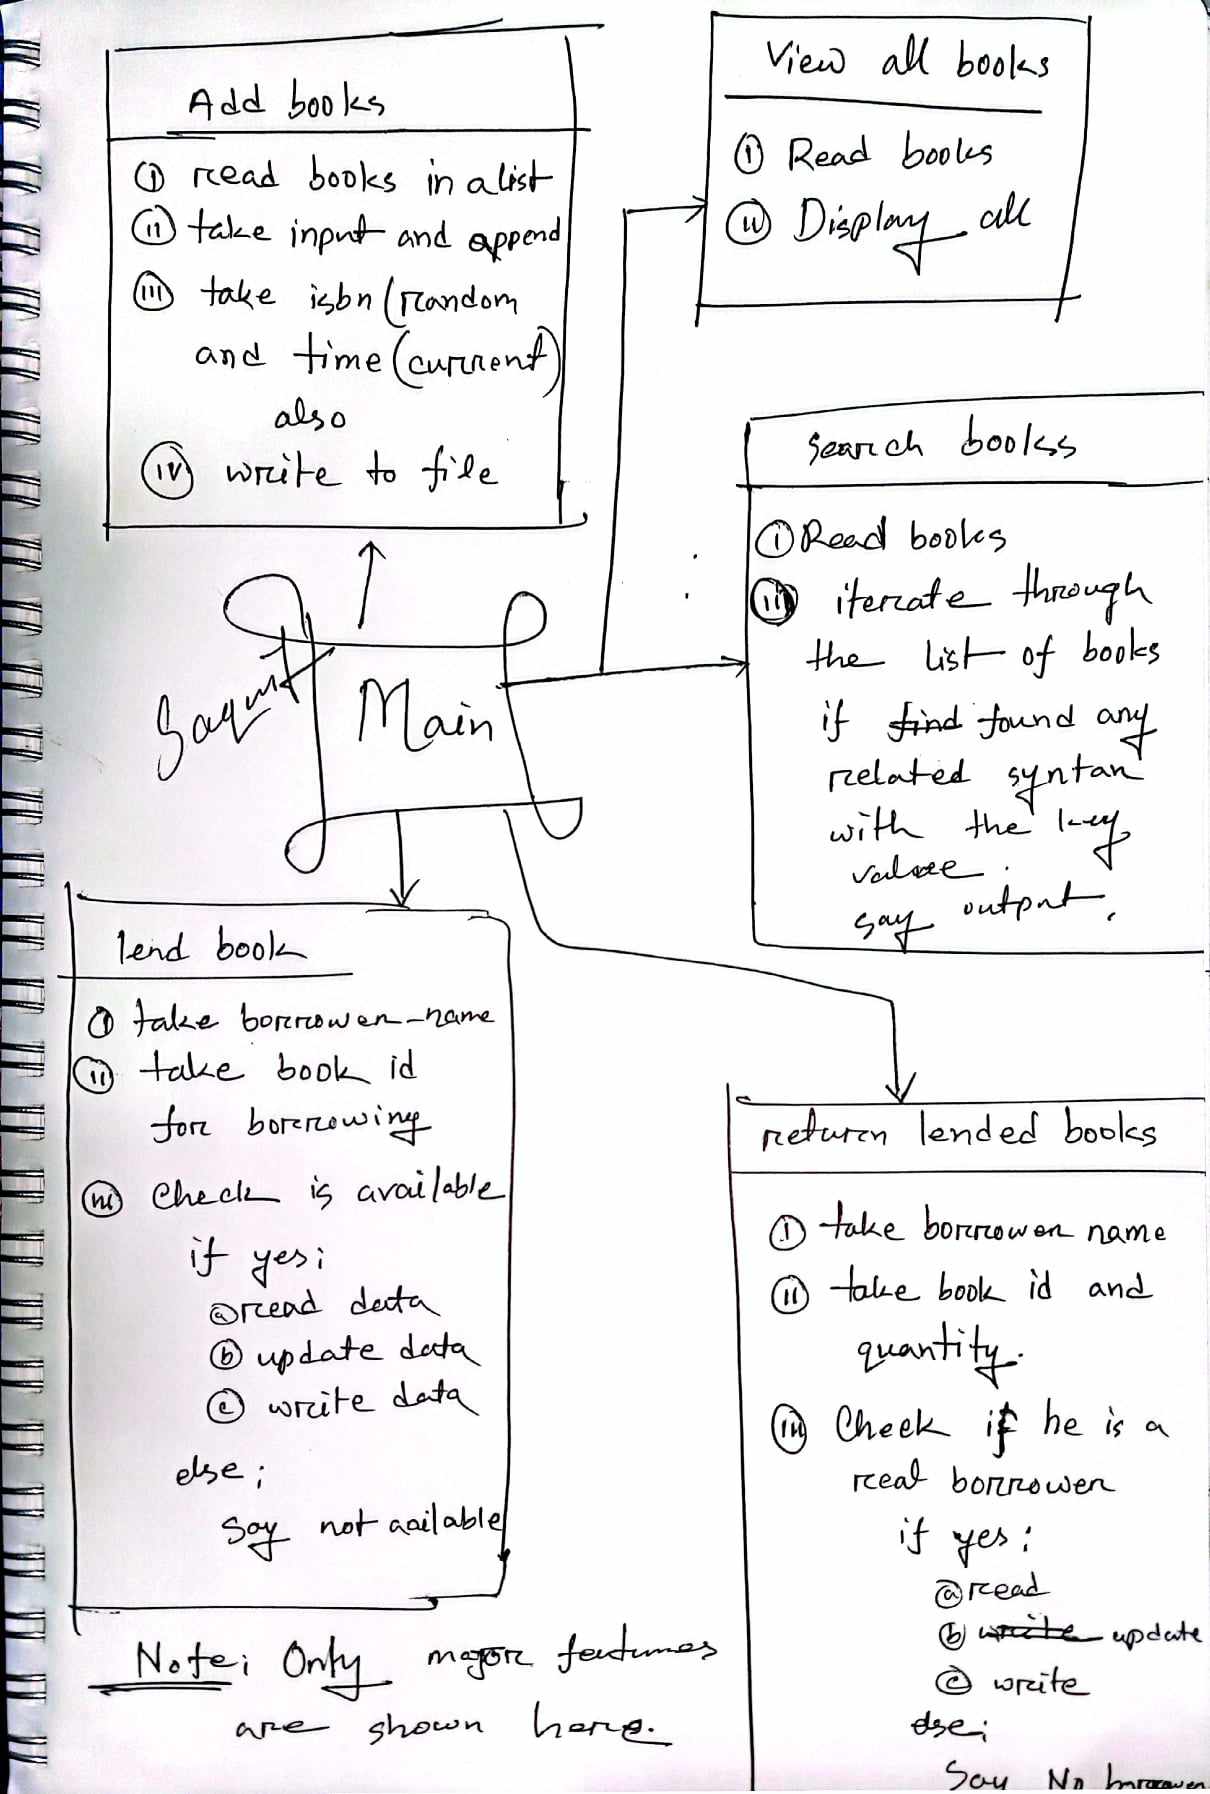 Add books
(i) read books in a list
(ii) take input and append
(iii) take isbn (random
and time (current)
also
(iv) write to file
View all books
(i) Read books
(ii) Display all
Search bookss
(i) Read books
(ii) iterate through
the list of books
if find found any
related syntax
with the key
value.
say output.
Main
lend book
(i) take borrower_name
(ii) take book id
for borrowing
(iii) Check is available
if yes;
(a) read data
(b) update data
(c) write data
else;
Say not aailable
return lended books
(i) take borrower name
(ii) take book id and
quantity.
(iii) Check if he is a
real borrower
if yes:
(a) read
(b) write update
(c) write
else;
Say No borrower
Note: Only major features
are shown here.